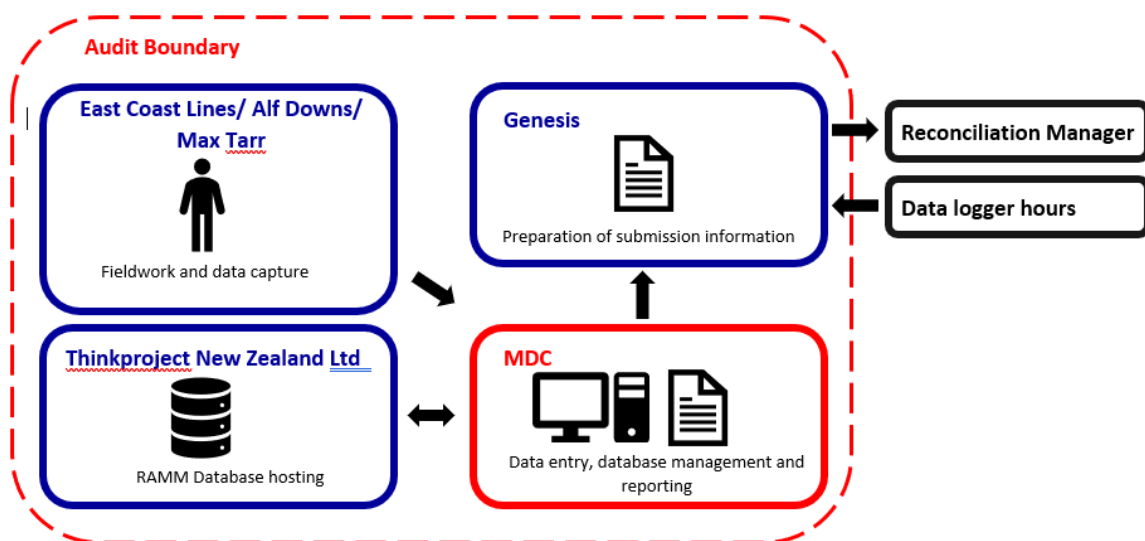 Audit Boundary
East Coast Lines/ Alf Downs/
Max Tarr
Fieldwork and data capture
Genesis
Preparation of submission information
Reconciliation Manager
Data logger hours
Thinkproject New Zealand Ltd
RAMM Database hosting
MDC
Data entry, database management and
reporting